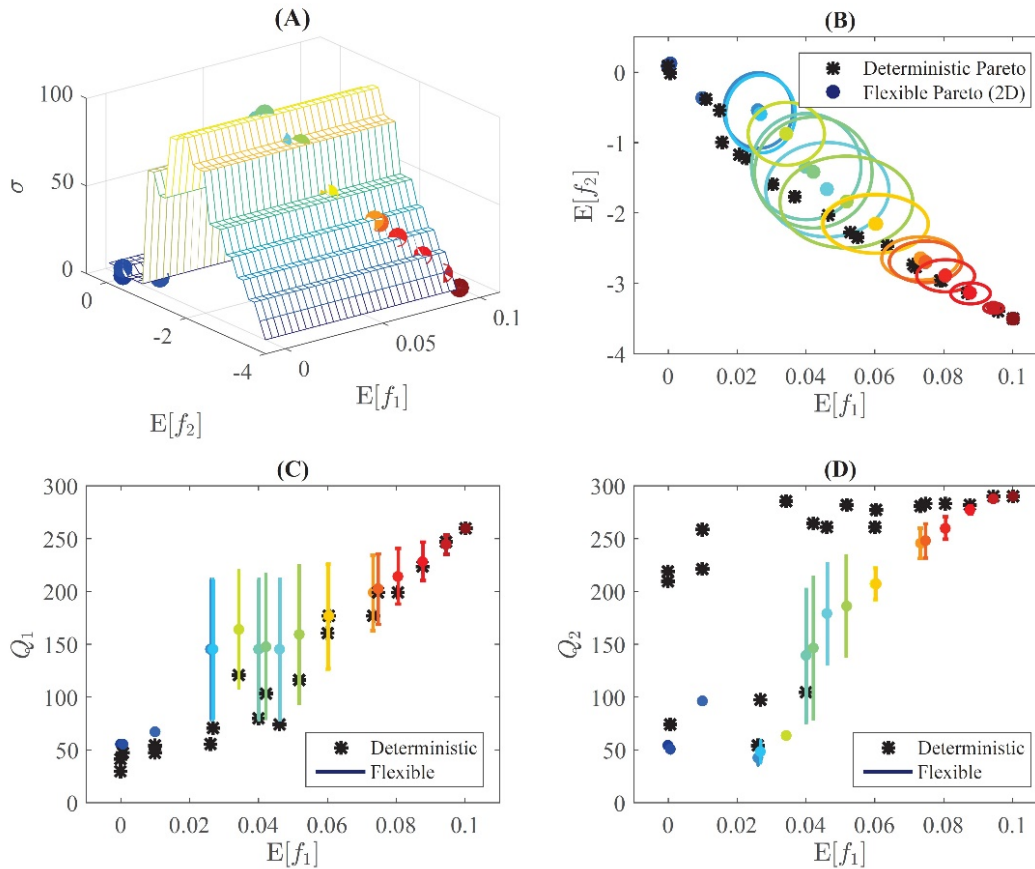 (A)
100
50
0
σ
0
-2
-4
0
0.05
0.1
E[f₂]
E[f₁]
(B)
Deterministic Pareto
Flexible Pareto (2D)
0
-1
-2
-3
-4
E[f₂]
0 0.02 0.04 0.06 0.08 0.1
E[f₁]
(C)
300
250
200
150
100
50
0
Q₁
Deterministic
Flexible
0 0.02 0.04 0.06 0.08 0.1
E[f₁]
(D)
300
250
200
150
100
50
0
Q₂
Deterministic
Flexible
0 0.02 0.04 0.06 0.08 0.1
E[f₁]